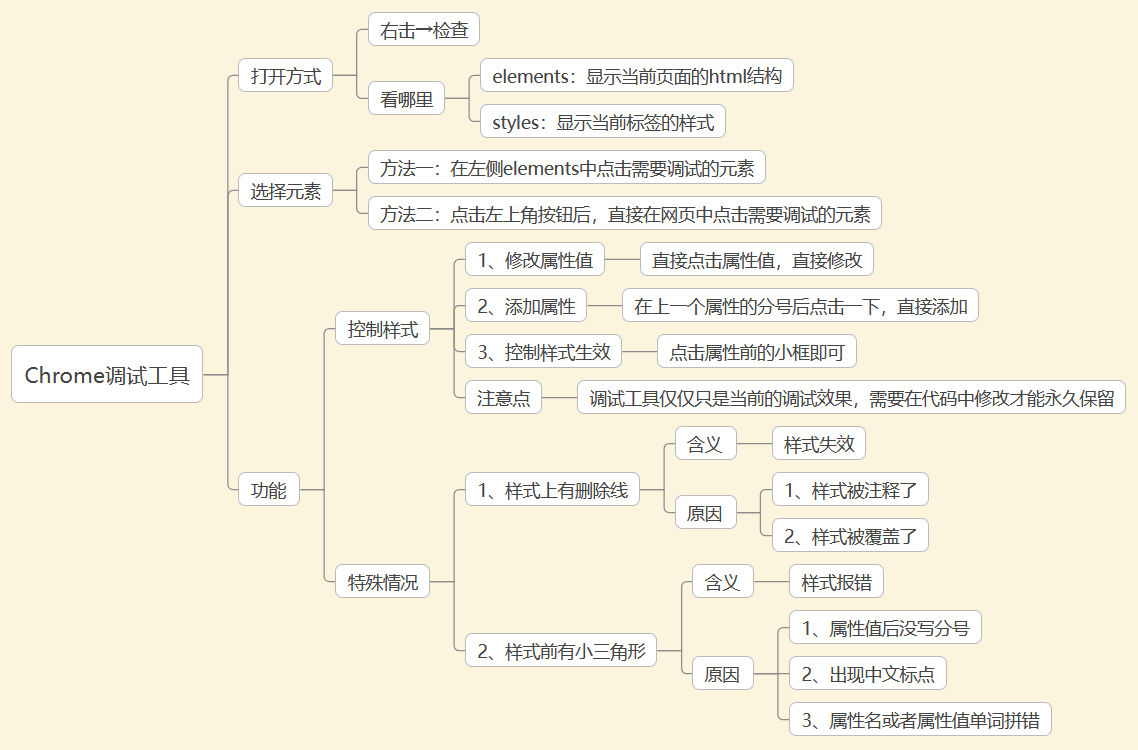 Chrome调试工具
打开方式
右击→检查
看哪里
elements：显示当前页面的html结构
styles：显示当前标签的样式
选择元素
方法一：在左侧elements中点击需要调试的元素
方法二：点击左上角按钮后，直接在网页中点击需要调试的元素
功能
控制样式
1、修改属性值
直接点击属性值，直接修改
2、添加属性
在上一个属性的分号后点击一下，直接添加
3、控制样式生效
点击属性前的小框即可
注意点
调试工具仅仅只是当前的调试效果，需要在代码中修改才能永久保留
特殊情况
1、样式上有删除线
含义
样式失效
原因
1、样式被注释了
2、样式被覆盖了
2、样式前有小三角形
含义
样式报错
原因
1、属性值后没写分号
2、出现中文标点
3、属性名或者属性值单词拼错